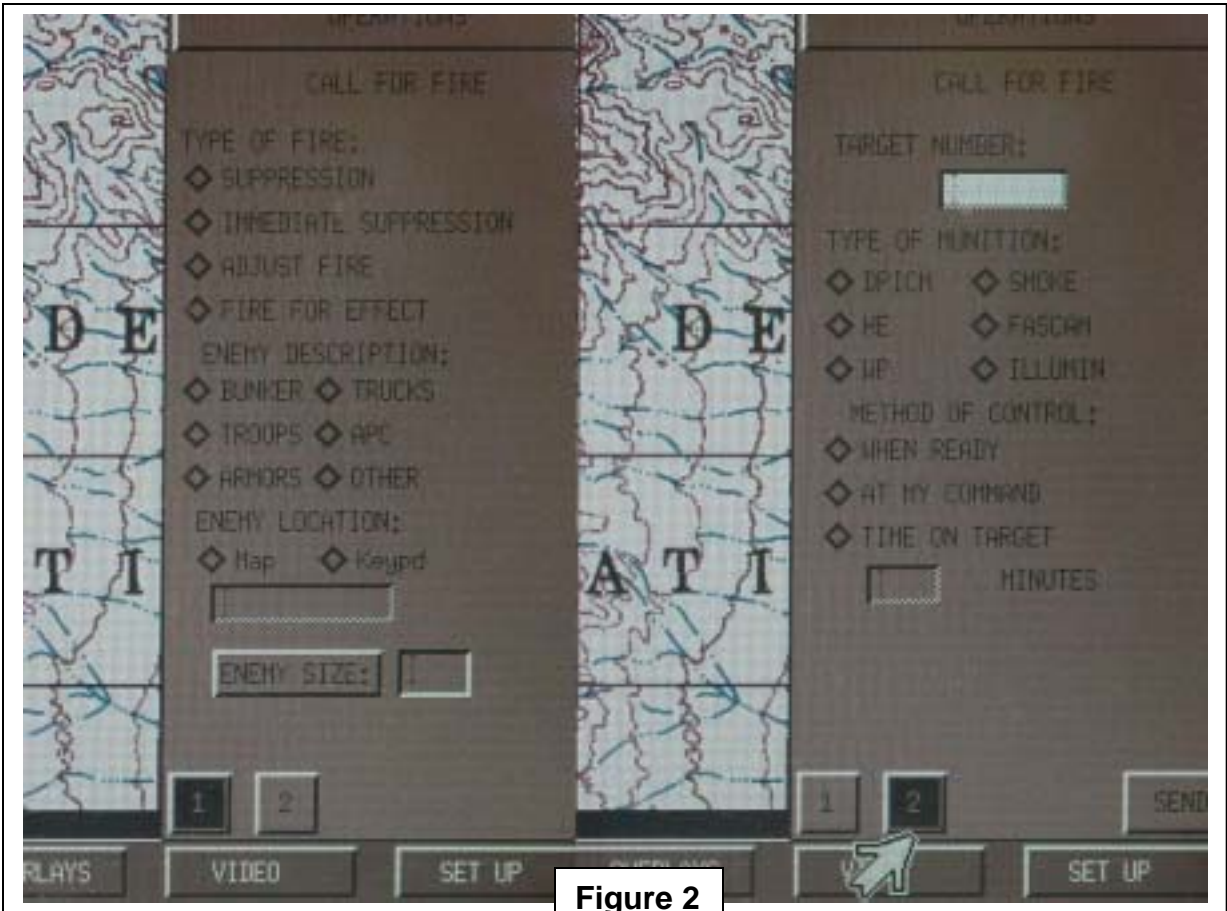 OPERATIONS
CALL FOR FIRE
TYPE OF FIRE:
SUPPRESSION
IMMEDIATE SUPPRESSION
ADJUST FIRE
FIRE FOR EFFECT
ENEMY DESCRIPTION:
BUNKER TRUCKS
TROOPS APC
ARMORS OTHER
ENEMY LOCATION:
Map Keypd
ENEMY SIZE:
1 2
RLAYS VIDEO SET UP
D E
T I
OPERATIONS
CALL FOR FIRE
TARGET NUMBER:
TYPE OF MUNITION:
DPICM SMOKE
HE FASCAM
WP ILLUMIN
METHOD OF CONTROL:
WHEN READY
AT MY COMMAND
TIME ON TARGET
MINUTES
1 2 SEND
OVERLAYS V SET UP
D E
A T I
Figure 2